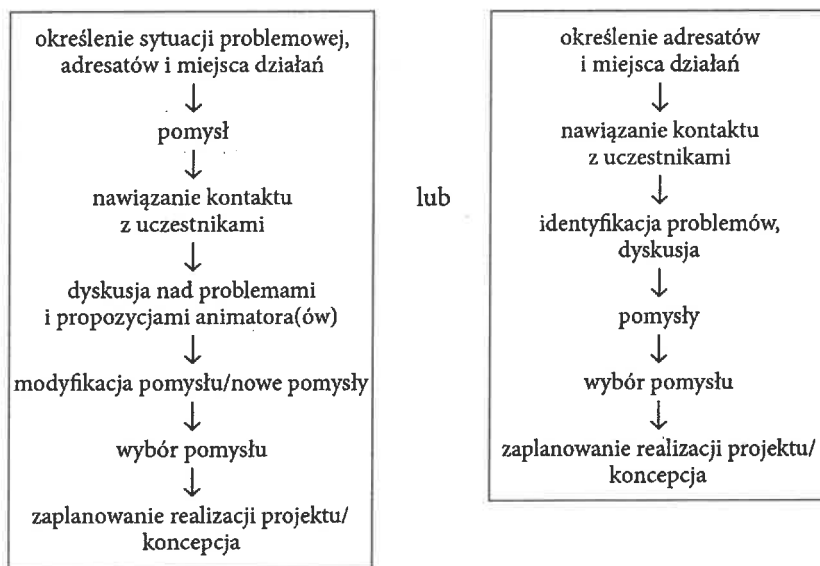 określenie sytuacji problemowej,
adresatów i miejsca działań
pomysł
nawiązanie kontaktu
z uczestnikami
dyskusja nad problemami
i propozycjami animatora(ów)
modyfikacja pomysłu/nowe pomysły
wybór pomysłu
zaplanowanie realizacji projektu/
koncepcja
lub
określenie adresatów
i miejsca działań
nawiązanie kontaktu
z uczestnikami
identyfikacja problemów,
dyskusja
pomysły
wybór pomysłu
zaplanowanie realizacji projektu/
koncepcja